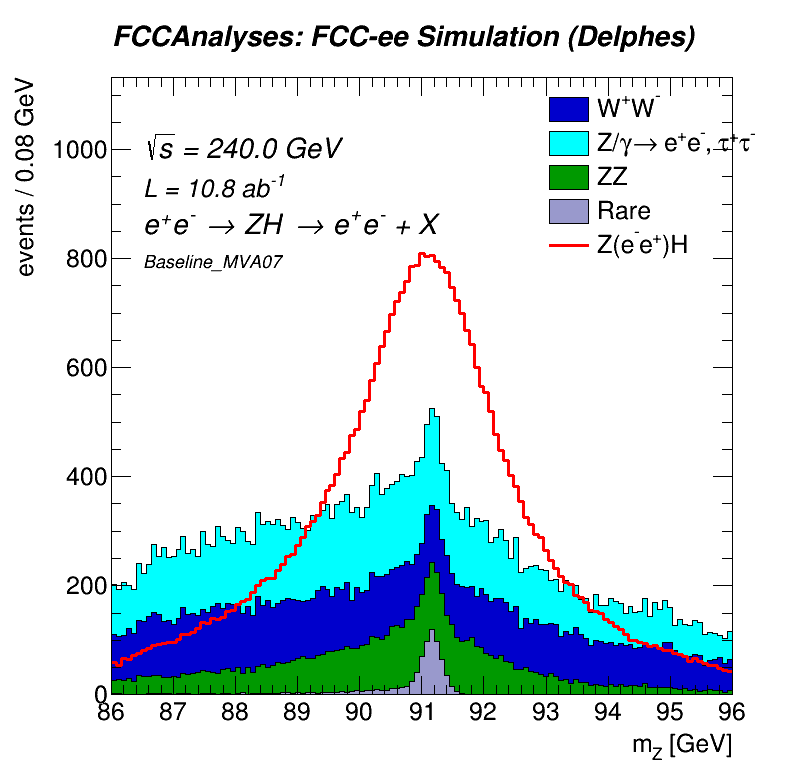 FCCAnalyses: FCC-ee Simulation (Delphes)
events / 0.08 GeV
√s = 240.0 GeV
L = 10.8 ab⁻¹
e⁺e⁻ → ZH → e⁺e⁻ + X
Baseline_MVA07
W⁺W⁻
Z/γ→ e⁺e⁻, τ⁺τ⁻
ZZ
Rare
Z(e⁻e⁺)H
1000
800
600
400
200
0
86 87 88 89 90 91 92 93 94 95 96
m_Z [GeV]